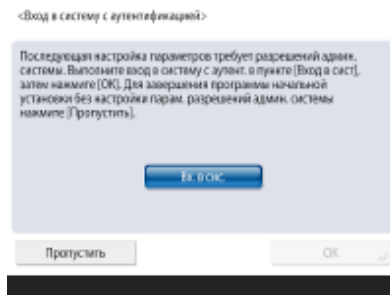 <Вход в систему с аутентификацией>
Последующая настройка параметров требует разрешений админ.
системы. Выполните вход в систему с аутент. в пункте [Вход в сист],
затем нажмите [OK]. Для завершения программы начальной
установки без настройки парам. разрешений админ. системы
нажмите [Пропустить].
Вх. в сис.
Пропустить
OK